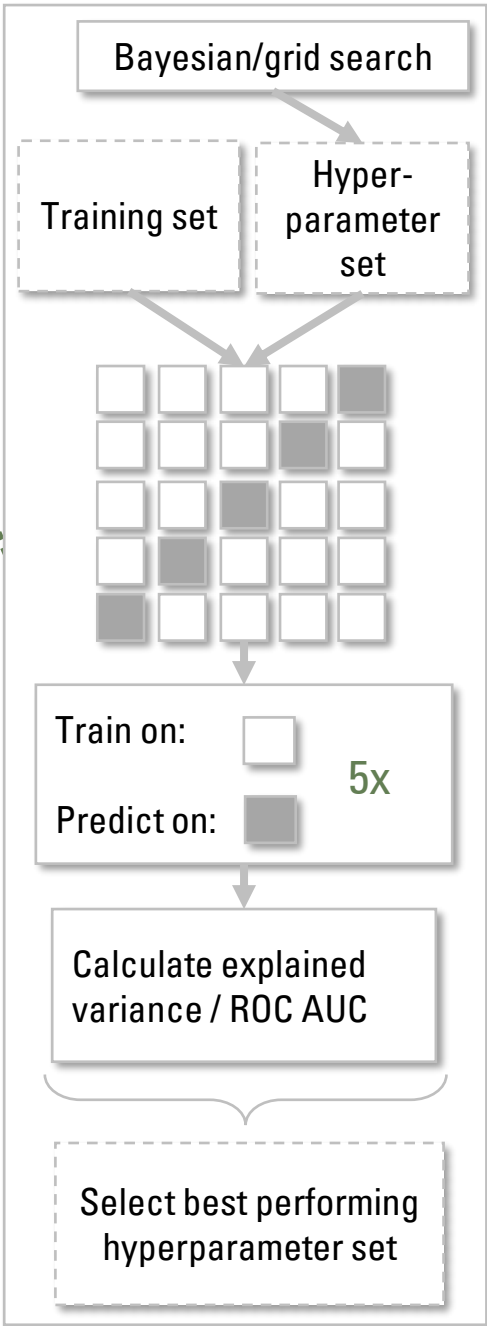 Bayesian/grid search
Training set
Hyper-
parameter
set
Train on:
5x
Predict on:
Calculate explained
variance / ROC AUC
Select best performing
hyperparameter set